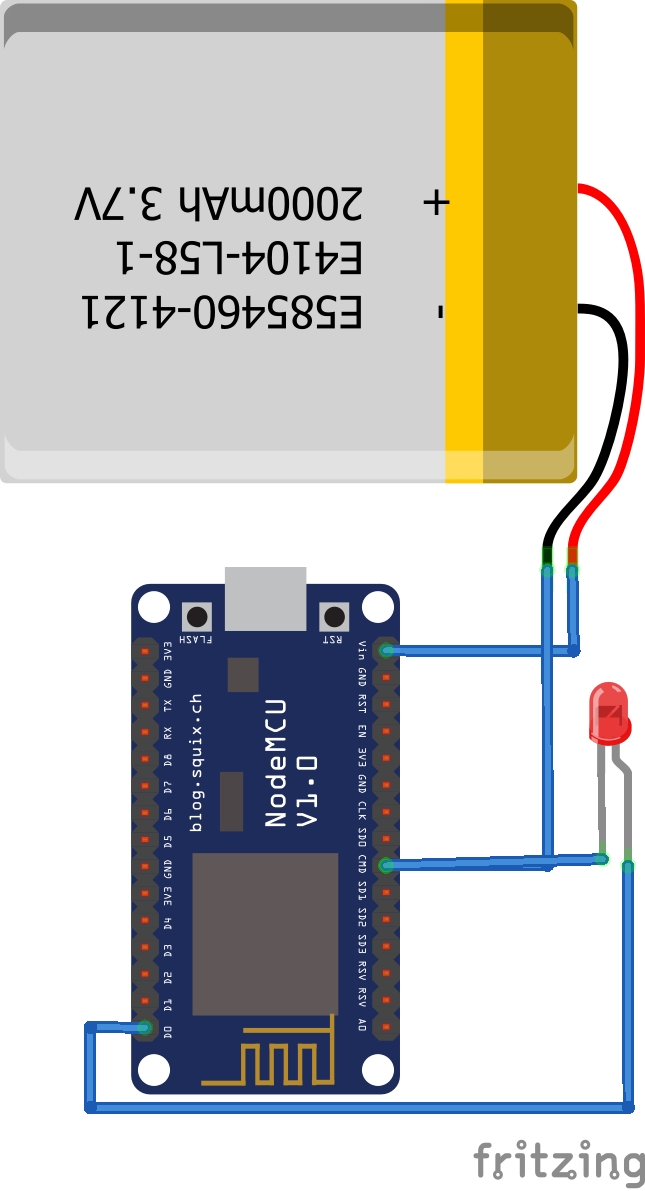 2000mAh 3.7V
+
E4104-L58-1
E585460-4121
-
FLASH
RST
3V3
GND
TX
RX
D8
D7
D6
D5
GND
3V3
D4
D3
D2
D1
D0
blog.squix.ch
NodeMCU
V1.0
Vin
GND
RST
EN
3V3
GND
CLK
SD0
CMD
SD1
SD2
SD3
RSV
RSV
A0
fritzing